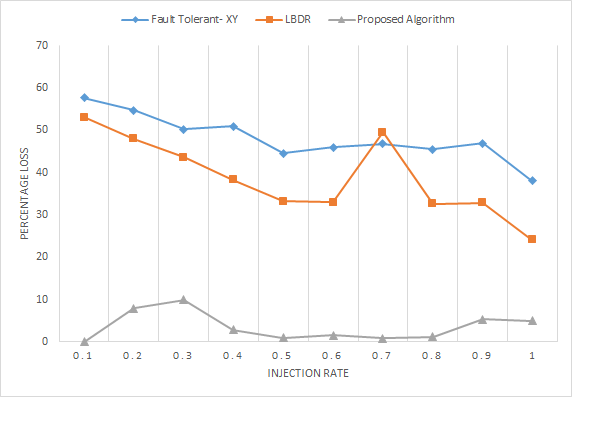 Fault Tolerant- XY LBDR Proposed Algorithm
70
60
50
40
30
20
10
0
PERCENTAGE LOSS
0.1 0.2 0.3 0.4 0.5 0.6 0.7 0.8 0.9 1
INJECTION RATE